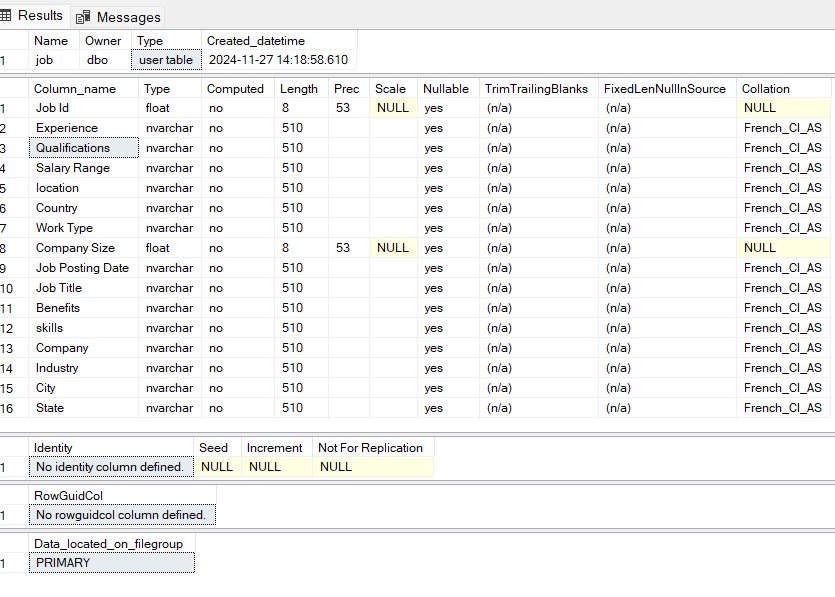 Results Messages
Name Owner Type Created_datetime
1 job dbo user table 2024-11-27 14:18:58.610
Column_name Type Computed Length Prec Scale Nullable TrimTrailingBlanks FixedLenNullInSource Collation
1 Job Id float no 8 53 NULL yes (n/a) (n/a) NULL
2 Experience nvarchar no 510 yes (n/a) (n/a) French_CI_AS
3 Qualifications nvarchar no 510 yes (n/a) (n/a) French_CI_AS
4 Salary Range nvarchar no 510 yes (n/a) (n/a) French_CI_AS
5 location nvarchar no 510 yes (n/a) (n/a) French_CI_AS
6 Country nvarchar no 510 yes (n/a) (n/a) French_CI_AS
7 Work Type nvarchar no 510 yes (n/a) (n/a) French_CI_AS
8 Company Size float no 8 53 NULL yes (n/a) (n/a) NULL
9 Job Posting Date nvarchar no 510 yes (n/a) (n/a) French_CI_AS
10 Job Title nvarchar no 510 yes (n/a) (n/a) French_CI_AS
11 Benefits nvarchar no 510 yes (n/a) (n/a) French_CI_AS
12 skills nvarchar no 510 yes (n/a) (n/a) French_CI_AS
13 Company nvarchar no 510 yes (n/a) (n/a) French_CI_AS
14 Industry nvarchar no 510 yes (n/a) (n/a) French_CI_AS
15 City nvarchar no 510 yes (n/a) (n/a) French_CI_AS
16 State nvarchar no 510 yes (n/a) (n/a) French_CI_AS
Identity Seed Increment Not For Replication
1 No identity column defined. NULL NULL NULL
RowGuidCol
1 No rowguidcol column defined.
Data_located_on_filegroup
1 PRIMARY